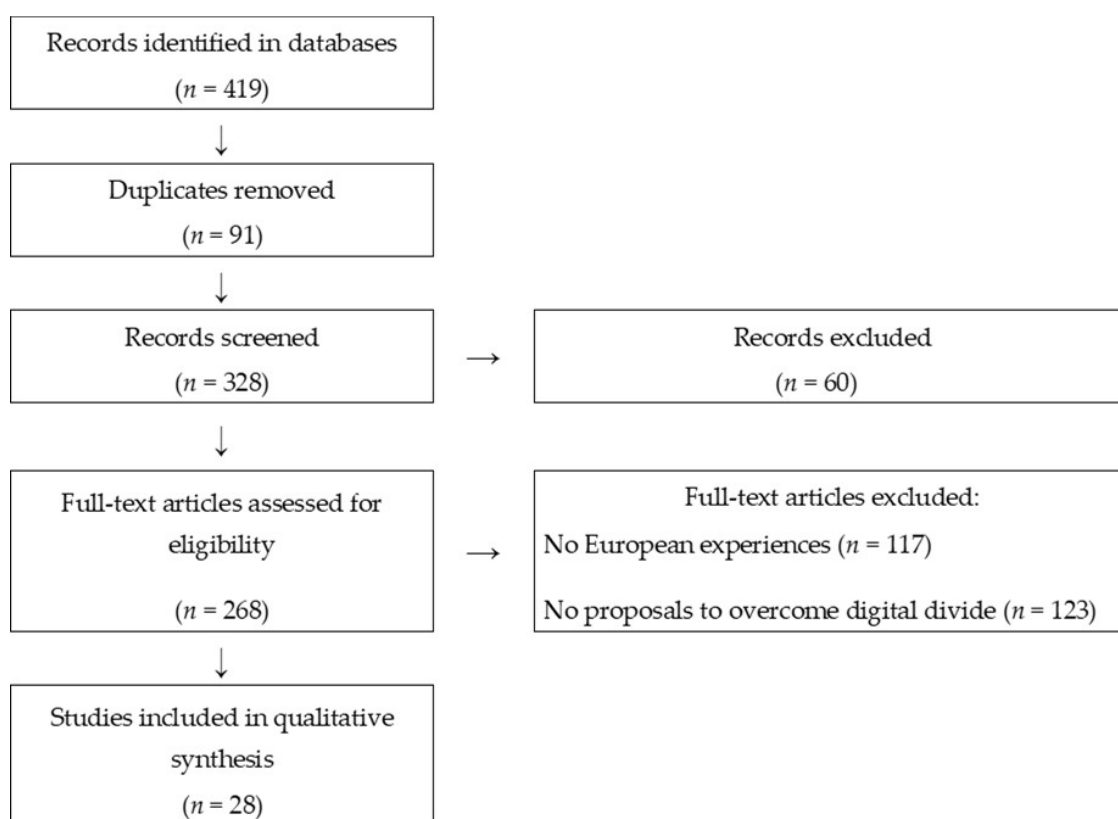 Records identified in databases
(n = 419)
↓
Duplicates removed
(n = 91)
↓
Records screened
(n = 328)
→
Records excluded
(n = 60)
↓
Full-text articles assessed for
eligibility
(n = 268)
→
Full-text articles excluded:
No European experiences (n = 117)
No proposals to overcome digital divide (n = 123)
↓
Studies included in qualitative
synthesis
(n = 28)